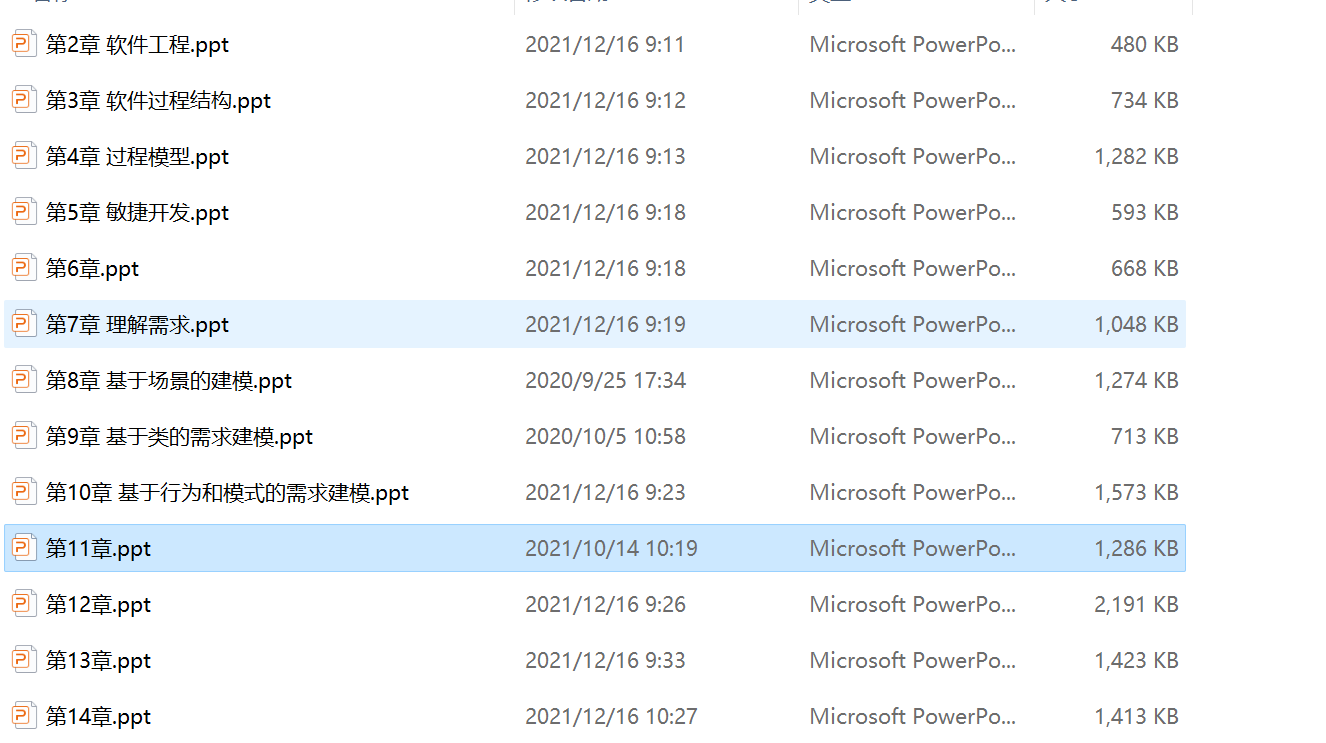 第2章 软件工程.ppt 2021/12/16 9:11 Microsoft PowerPo... 480 KB
第3章 软件过程结构.ppt 2021/12/16 9:12 Microsoft PowerPo... 734 KB
第4章 过程模型.ppt 2021/12/16 9:13 Microsoft PowerPo... 1,282 KB
第5章 敏捷开发.ppt 2021/12/16 9:18 Microsoft PowerPo... 593 KB
第6章.ppt 2021/12/16 9:18 Microsoft PowerPo... 668 KB
第7章 理解需求.ppt 2021/12/16 9:19 Microsoft PowerPo... 1,048 KB
第8章 基于场景的建模.ppt 2020/9/25 17:34 Microsoft PowerPo... 1,274 KB
第9章 基于类的需求建模.ppt 2020/10/5 10:58 Microsoft PowerPo... 713 KB
第10章 基于行为和模式的需求建模.ppt 2021/12/16 9:23 Microsoft PowerPo... 1,573 KB
第11章.ppt 2021/10/14 10:19 Microsoft PowerPo... 1,286 KB
第12章.ppt 2021/12/16 9:26 Microsoft PowerPo... 2,191 KB
第13章.ppt 2021/12/16 9:33 Microsoft PowerPo... 1,423 KB
第14章.ppt 2021/12/16 10:27 Microsoft PowerPo... 1,413 KB